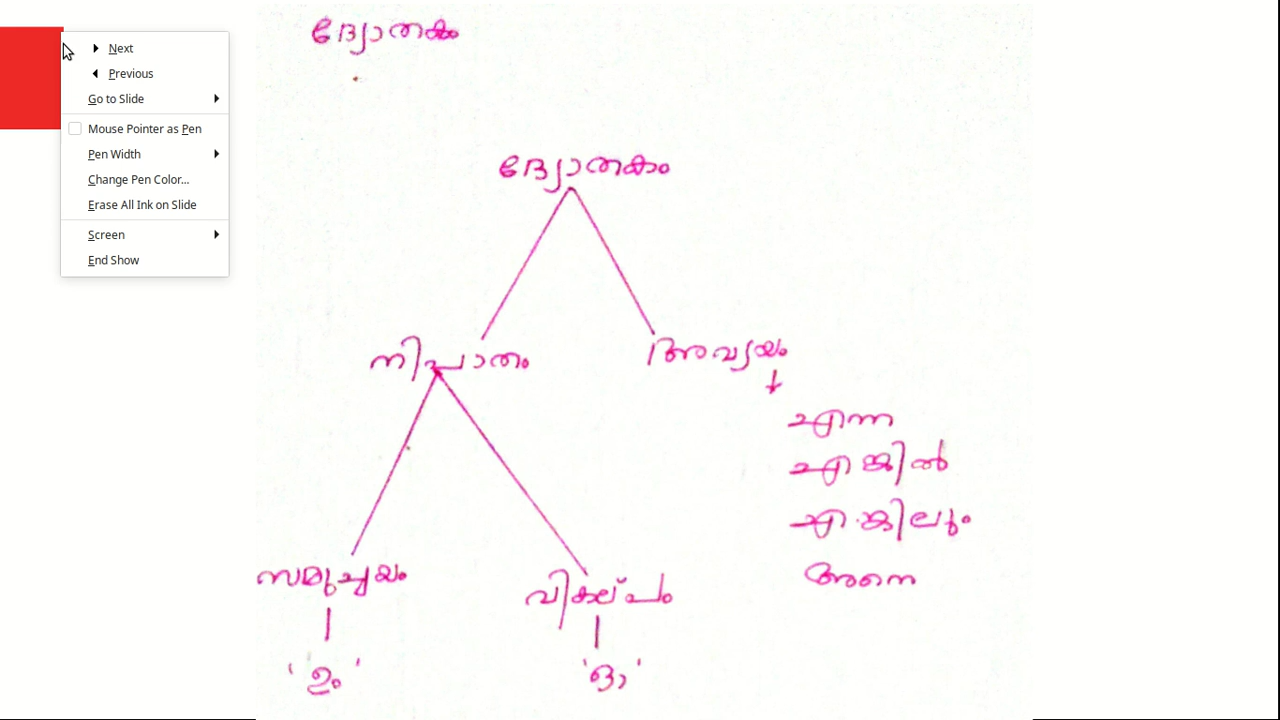 ദ്യോതകം
Next
Previous
Go to Slide
Mouse Pointer as Pen
Pen Width
Change Pen Color...
Erase All Ink on Slide
Screen
End Show
ദ്യോതകം
നിപാതം അവ്യയം
എന്ന
എങ്കിൽ
എങ്കിലും
അനെ
സമുച്ചയം വികല്പം
'ഉം' 'ഓ'